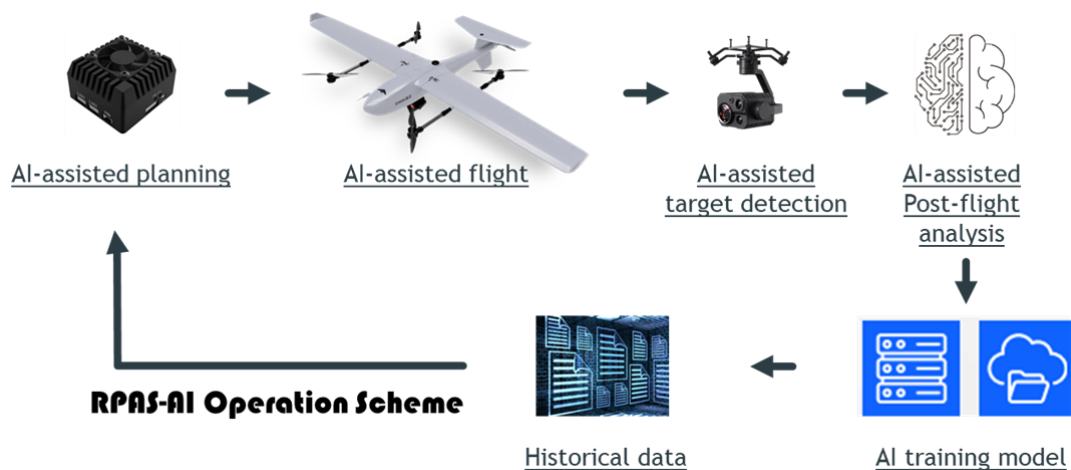 AI-assisted planning
AI-assisted flight
AI-assisted
target detection
AI-assisted
Post-flight
analysis
RPAS-AI Operation Scheme
Historical data
AI training model